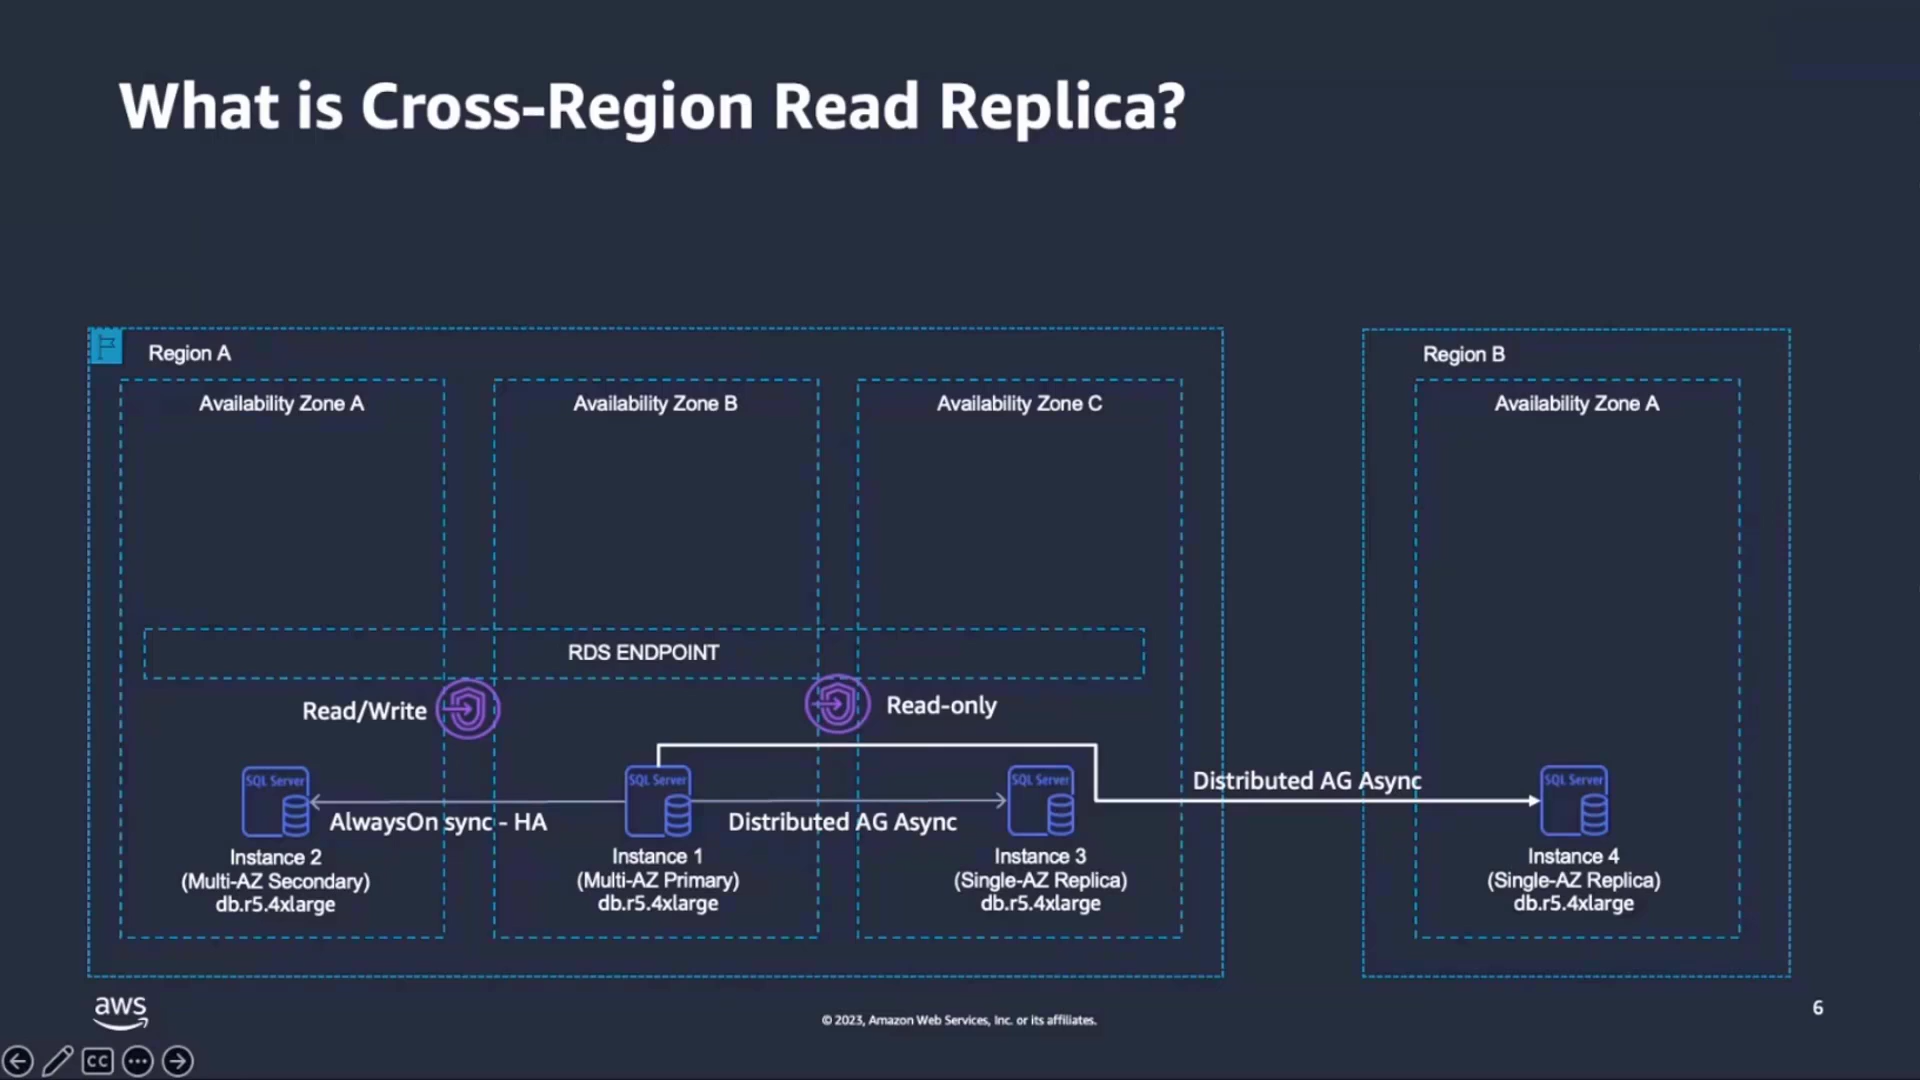 What is Cross-Region Read Replica?
Region A
Region B
Availability Zone A
Availability Zone B
Availability Zone C
Availability Zone A
RDS ENDPOINT
Read/Write
Read-only
SQL Server
SQL Server
SQL Server
SQL Server
Distributed AG Async
AlwaysOn sync - HA
Distributed AG Async
Instance 2
(Multi-AZ Secondary)
db.r5.4xlarge
Instance 1
(Multi-AZ Primary)
db.r5.4xlarge
Instance 3
(Single-AZ Replica)
db.r5.4xlarge
Instance 4
(Single-AZ Replica)
db.r5.4xlarge
aws
© 2023, Amazon Web Services, Inc. or its affiliates.
6
CC